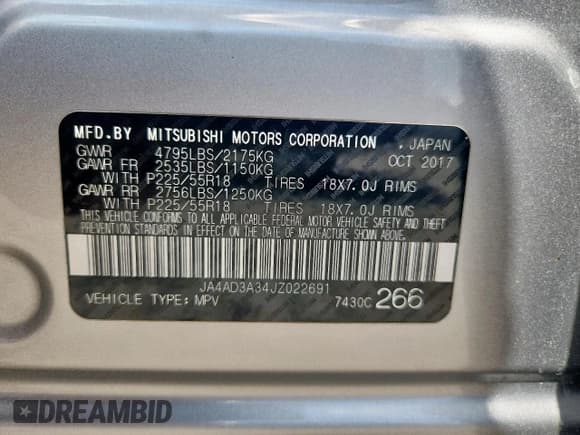 MFD.BY MITSUBISHI MOTORS CORPORATION , JAPAN
GVWR 4795LBS/2175KG OCT 2017
GAWR FR 2535LBS/1150KG
WITH P225/55R18 TIRES 18X7.0J RIMS
GAWR RR 2756LBS/1250KG
WITH P225/55R18 TIRES 18X7.0J RIMS
THIS VEHICLE CONFORMS TO ALL APPLICABLE FEDERAL MOTOR VEHICLE SAFETY AND THEFT
PREVENTION STANDARDS IN EFFECT ON THE DATE OF MANUFACTURE SHOWN ABOVE.
JA4AD3A34JZ022691
VEHICLE TYPE: MPV 7430C 266
DREAMBID